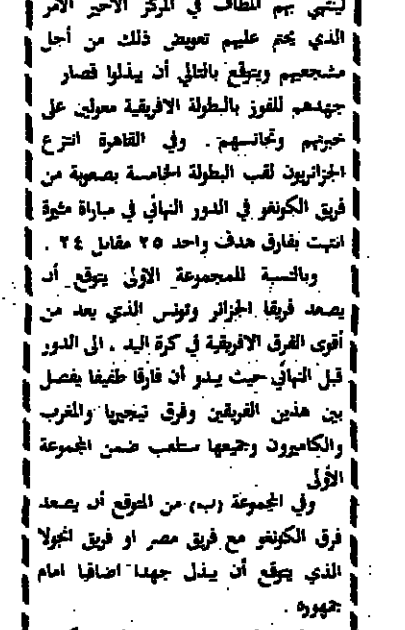 لينتهي بهم المطاف في المركز الاخير الامر
الذي يحتم عليهم تعويض ذلك من أجل
مشجعيهم ويتوقع بالتالي أن يبذلوا قصار
جهدهم للفوز بالبطولة الافريقية معولين على
خبرتهم وتجانسهم . وفي القاهرة انتزع
الجزائريون لقب البطولة الخامسة بصعوبة من
فريق الكونغو في الدور النهائي في مباراة مثيرة
انتهت بفارق هدف واحد ٢٥ مقابل ٢٤ .
وبالنسبة للمجموعة الاولى يتوقع أن
يصعد فريقا الجزائر وتونس الذي يعد من
أقوى الفرق الافريقية في كرة اليد . الى الدور
قبل النهائي حيث يبدو أن فارقا طفيفا يفصل
بين هذين الفريقين وفرق نيجيريا والمغرب
والكاميرون وجميعها ستلعب ضمن المجموعة
الأولى
وفي المجموعة (ب) من المتوقع أن يصعد
فرق الكونغو مع فريق مصر او فريق انجولا
الذي يتوقع أن يبذل جهدا اضافيا امام
جمهوره .